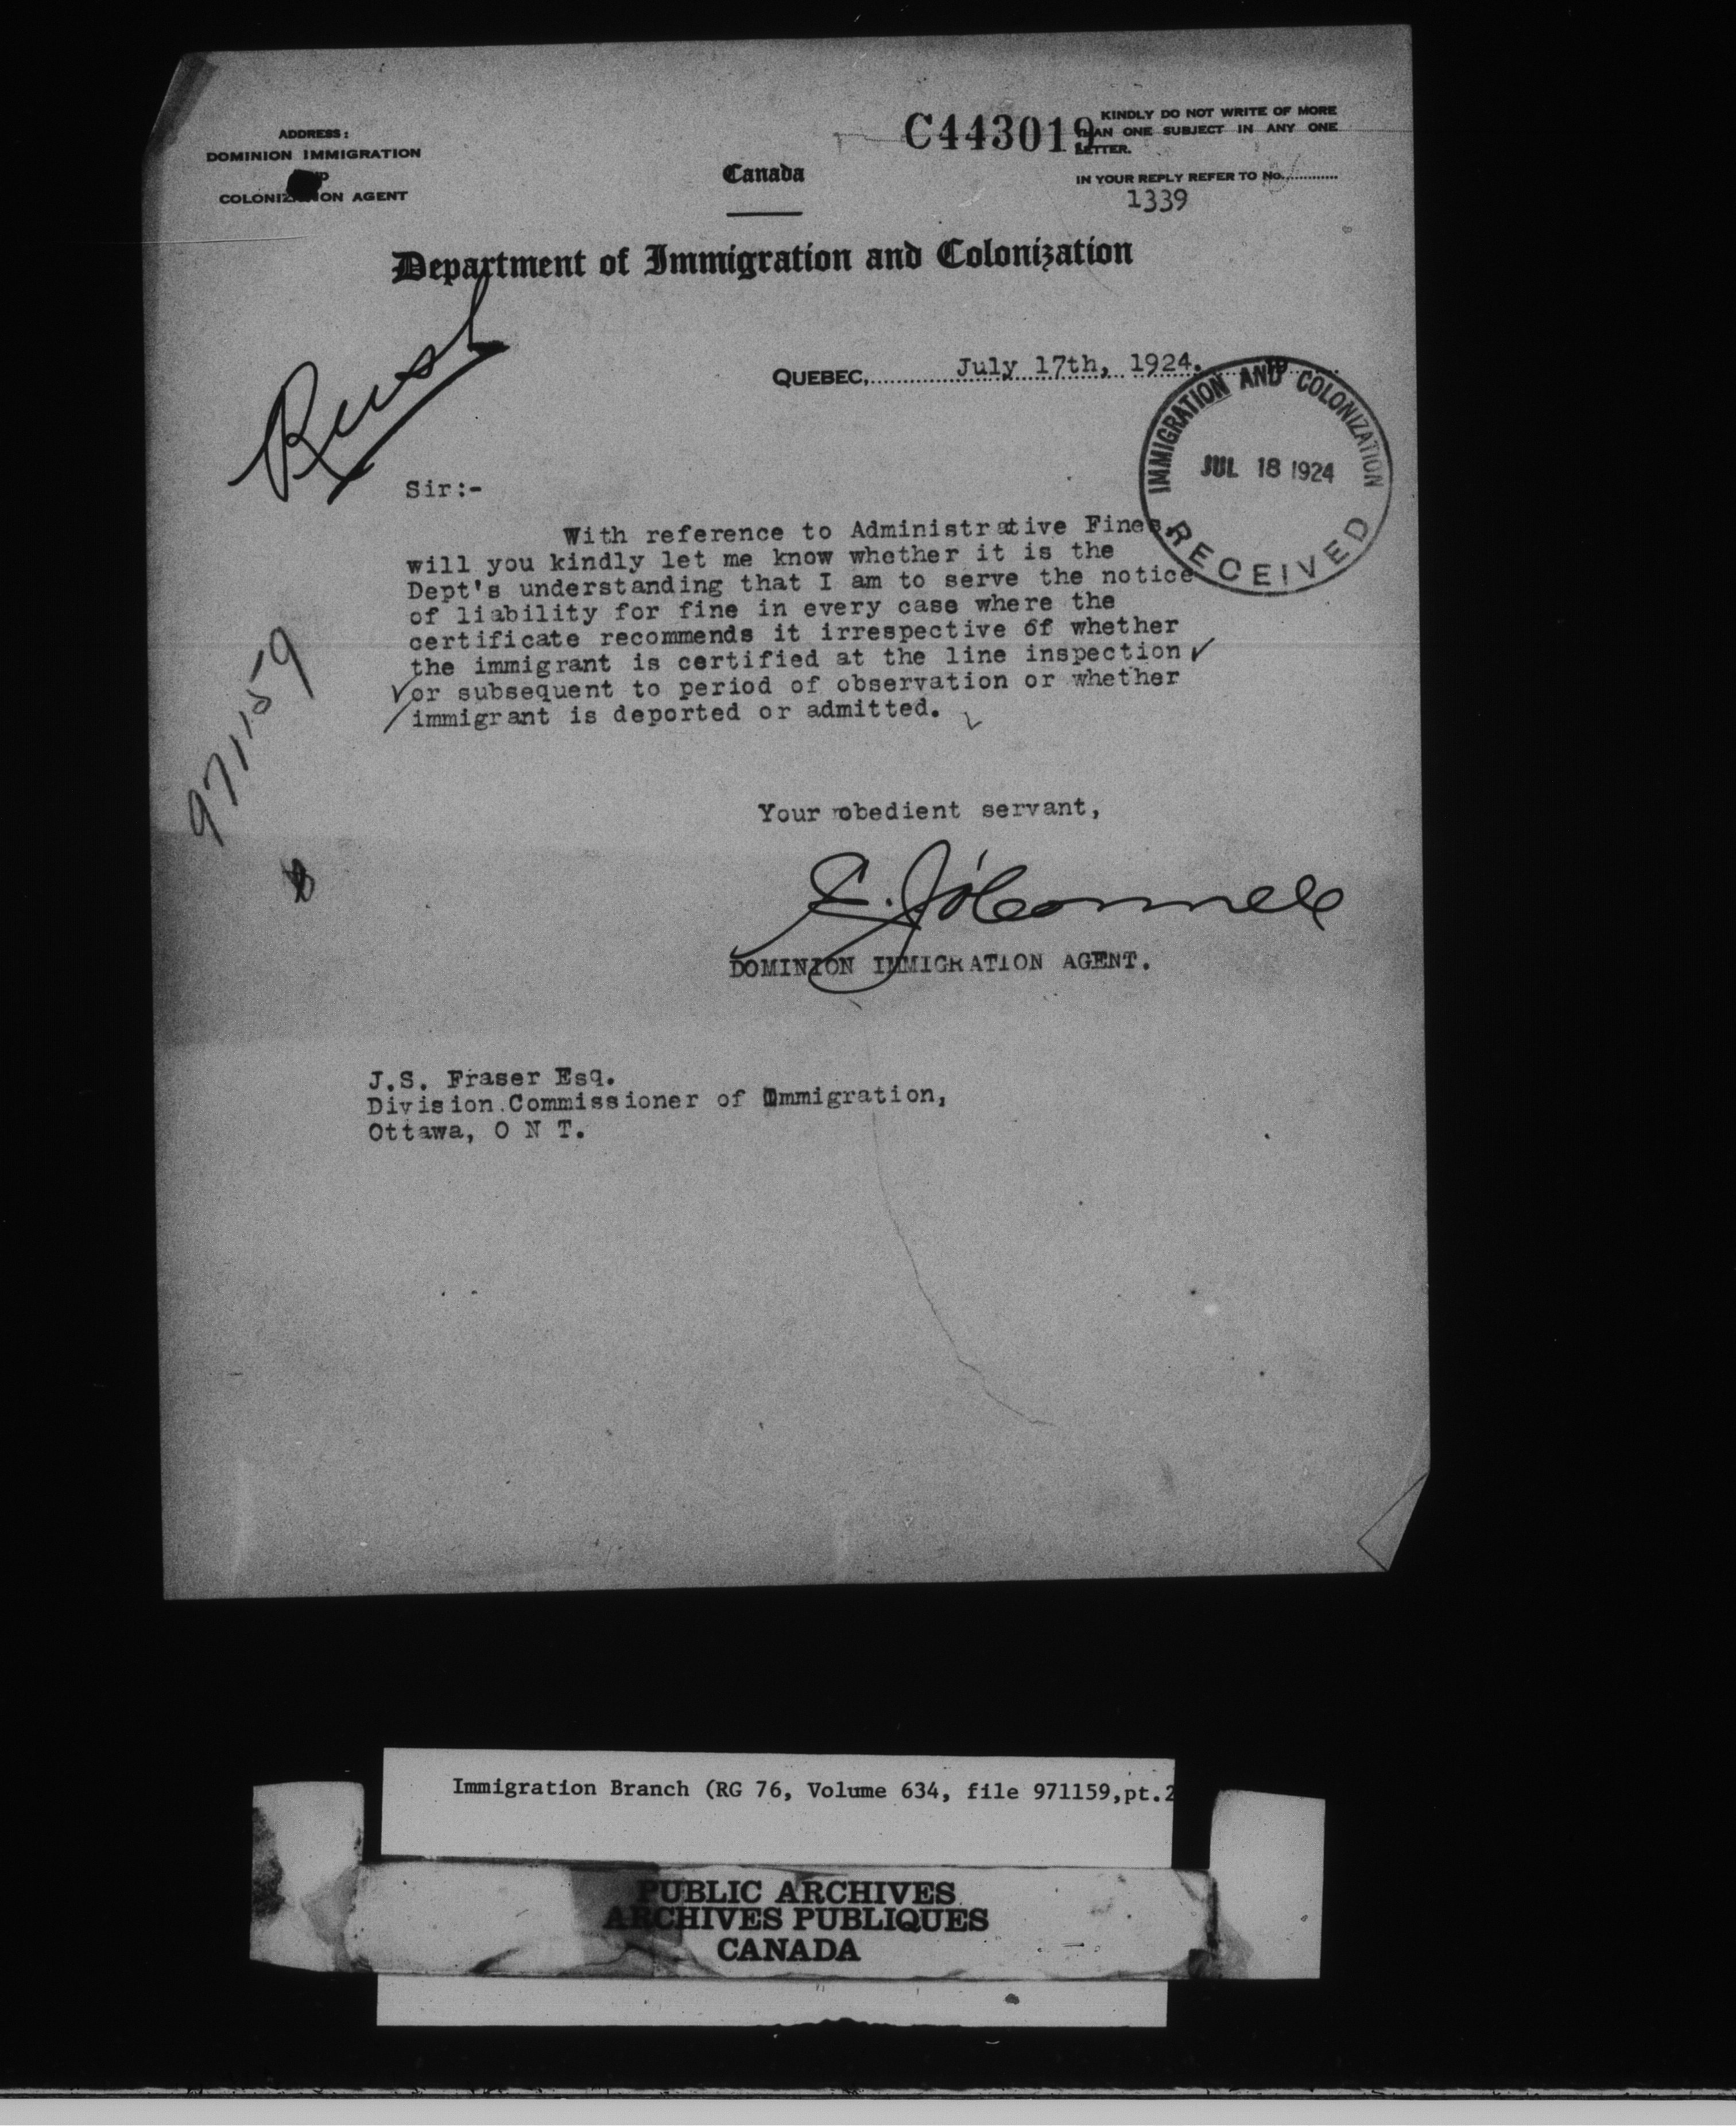 ADDRESS:
DOMINION IMMIGRATION
COLONIZATION AGENT
C443019
Canada
KINDLY DO NOT WRITE OF MORE
THAN ONE SUBJECT IN ANY ONE
LETTER.
IN YOUR REPLY REFER TO No.
1339
Department of Immigration and Colonization
Rush
QUEBEC, July 17th, 1924.
IMMIGRATION AND COLONIZATION
JUL 18 1924
RECEIVED
Sir:-
With reference to Administrative Fines
will you kindly let me know whether it is the
Dept's understanding that I am to serve the notice
of liability for fine in every case where the
certificate recommends it irrespective of whether
the immigrant is certified at the line inspection
or subsequent to period of observation or whether
immigrant is deported or admitted.
971159
Your obedient servant,
E. J. O'Connell
DOMINION IMMIGRATION AGENT.
J.S. Fraser Esq.
Division.Commissioner of Immigration,
Ottawa, O N T.
Immigration Branch (RG 76, Volume 634, file 971159,pt.2
PUBLIC ARCHIVES
ARCHIVES PUBLIQUES
CANADA